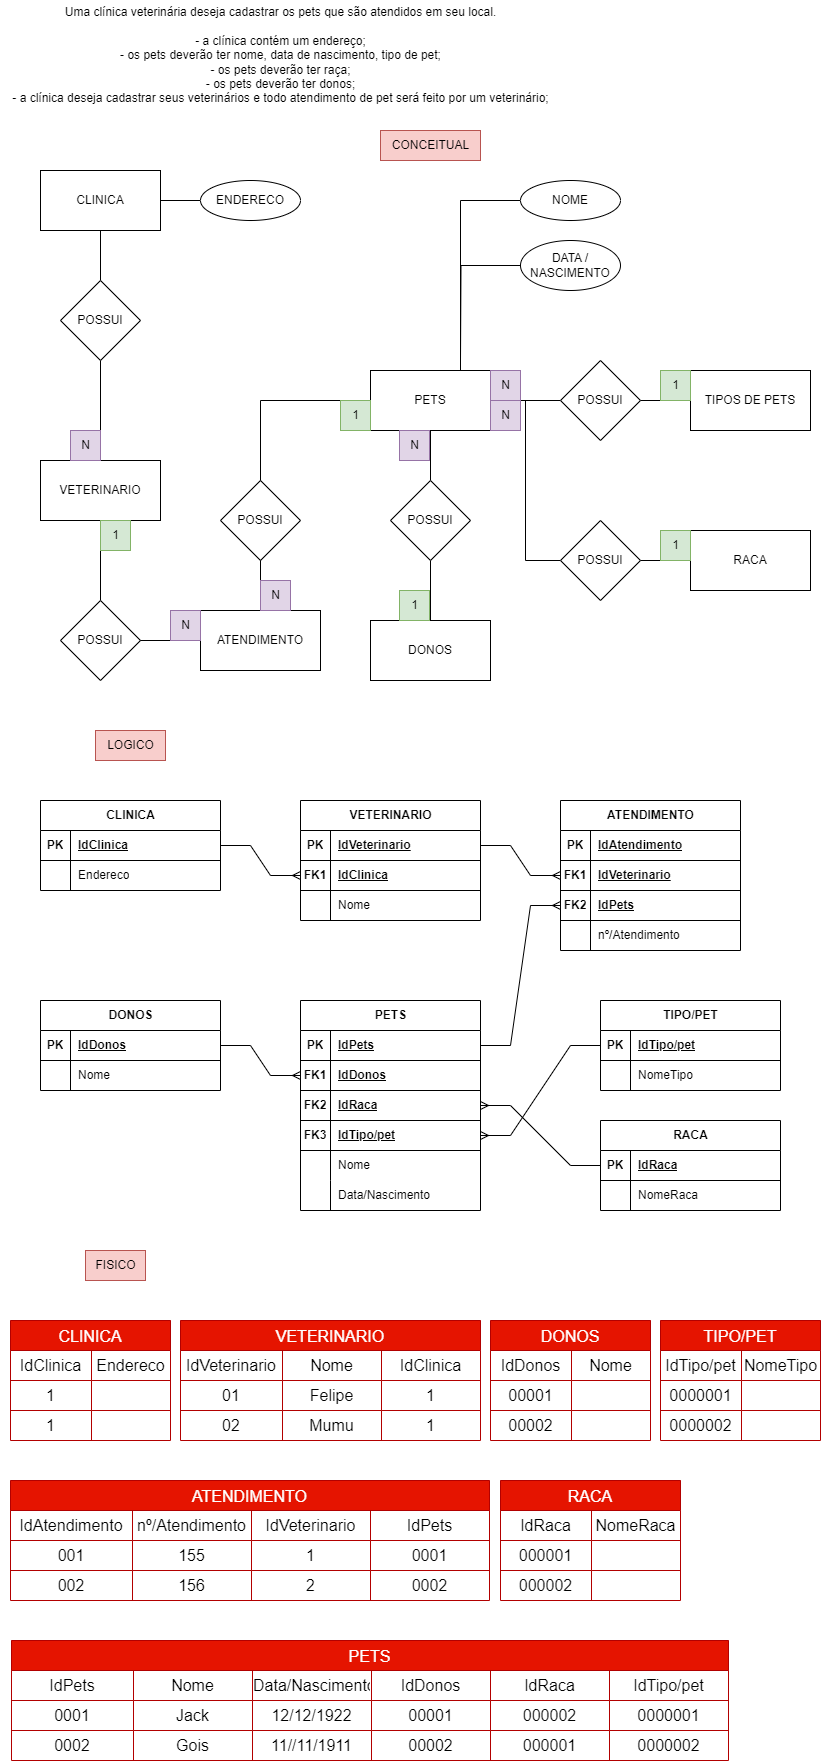 Uma clínica veterinária deseja cadastrar os pets que são atendidos em seu local.
- a clínica contém um endereço;
- os pets deverão ter nome, data de nascimento, tipo de pet;
- os pets deverão ter raça;
- os pets deverão ter donos;
- a clínica deseja cadastrar seus veterinários e todo atendimento de pet será feito por um veterinário;
CONCEITUAL
CLINICA
ENDERECO
NOME
DATA /
NASCIMENTO
POSSUI
PETS
N
N
POSSUI
1
TIPOS DE PETS
1
N
N
VETERINARIO
1
POSSUI
POSSUI
POSSUI
1
RACA
N
1
POSSUI
N
ATENDIMENTO
DONOS
LOGICO
CLINICA
PK IdClinica
Endereco
VETERINARIO
PK IdVeterinario
FK1 IdClinica
Nome
ATENDIMENTO
PK IdAtendimento
FK1 IdVeterinario
FK2 IdPets
nº/Atendimento
DONOS
PK IdDonos
Nome
PETS
PK IdPets
FK1 IdDonos
FK2 IdRaca
FK3 IdTipo/pet
Nome
Data/Nascimento
TIPO/PET
PK IdTipo/pet
NomeTipo
RACA
PK IdRaca
NomeRaca
FISICO
CLINICA
IdClinica Endereco
1
1
VETERINARIO
IdVeterinario Nome IdClinica
01 Felipe 1
02 Mumu 1
DONOS
IdDonos Nome
00001
00002
TIPO/PET
IdTipo/pet NomeTipo
0000001
0000002
ATENDIMENTO
IdAtendimento nº/Atendimento IdVeterinario IdPets
001 155 1 0001
002 156 2 0002
RACA
IdRaca NomeRaca
000001
000002
PETS
IdPets Nome Data/Nascimento IdDonos IdRaca IdTipo/pet
0001 Jack 12/12/1922 00001 000002 0000001
0002 Gois 11//11/1911 00002 000001 0000002